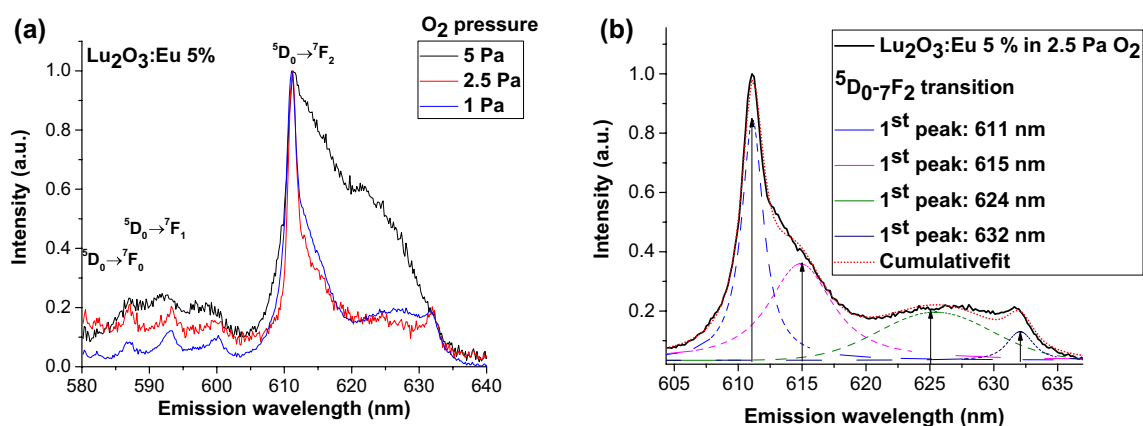 (a)
Lu2O3:Eu 5%
⁵D₀→⁷F₂
O2 pressure
5 Pa
2.5 Pa
1 Pa
⁵D₀→⁷F₁
⁵D₀→⁷F₀
Intensity (a.u.)
1.0
0.8
0.6
0.4
0.2
0.0
580 590 600 610 620 630 640
Emission wavelength (nm)
(b)
Lu2O3:Eu 5 % in 2.5 Pa O2
5D0-7F2 transition
1st peak: 611 nm
1st peak: 615 nm
1st peak: 624 nm
1st peak: 632 nm
Cumulativefit
Intensity (a.u.)
1.0
0.8
0.6
0.4
0.2
605 610 615 620 625 630 635
Emission wavelength (nm)